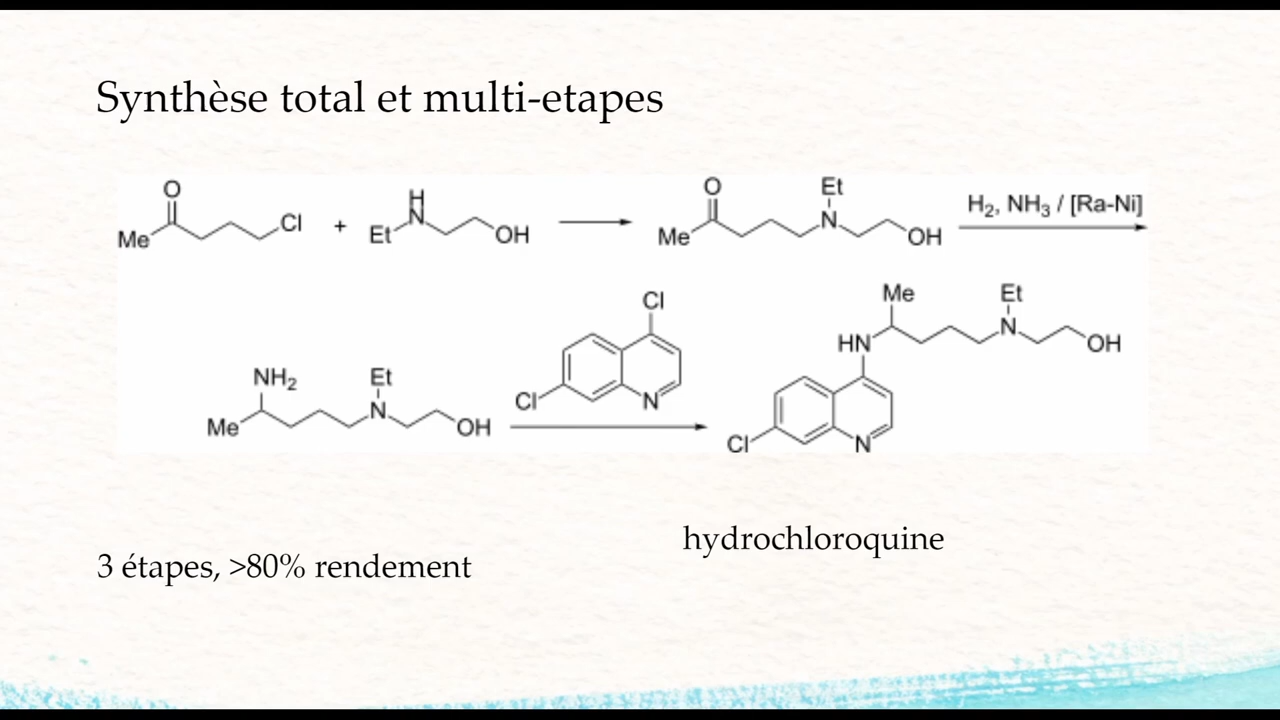 Synthèse total et multi-etapes
O
Me
Cl
+
H
N
Et
OH
O
Me
Et
N
OH
H2, NH3 / [Ra-Ni]
NH2
Me
Et
N
OH
Cl
Cl
N
Me
HN
Et
N
OH
Cl
N
hydrochloroquine
3 étapes, >80% rendement